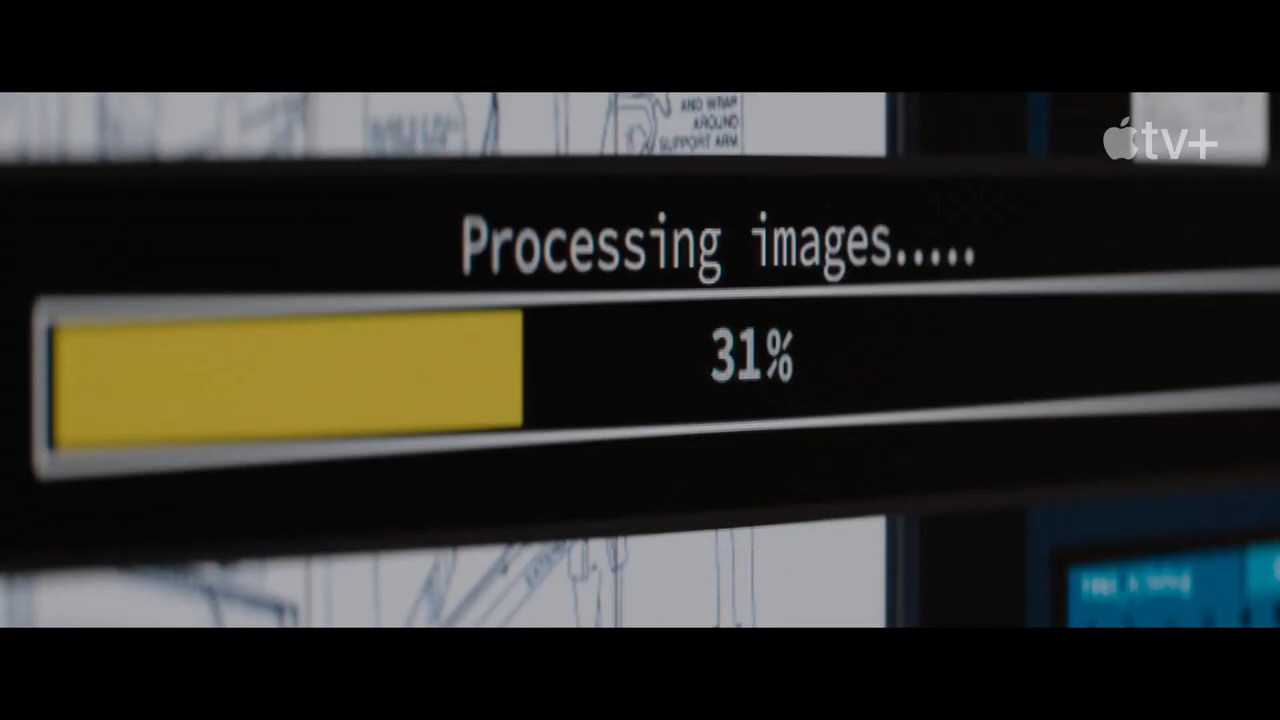 AND WRAP
AROUND
SUPPORT ARM
tv+
Processing images.....
31%